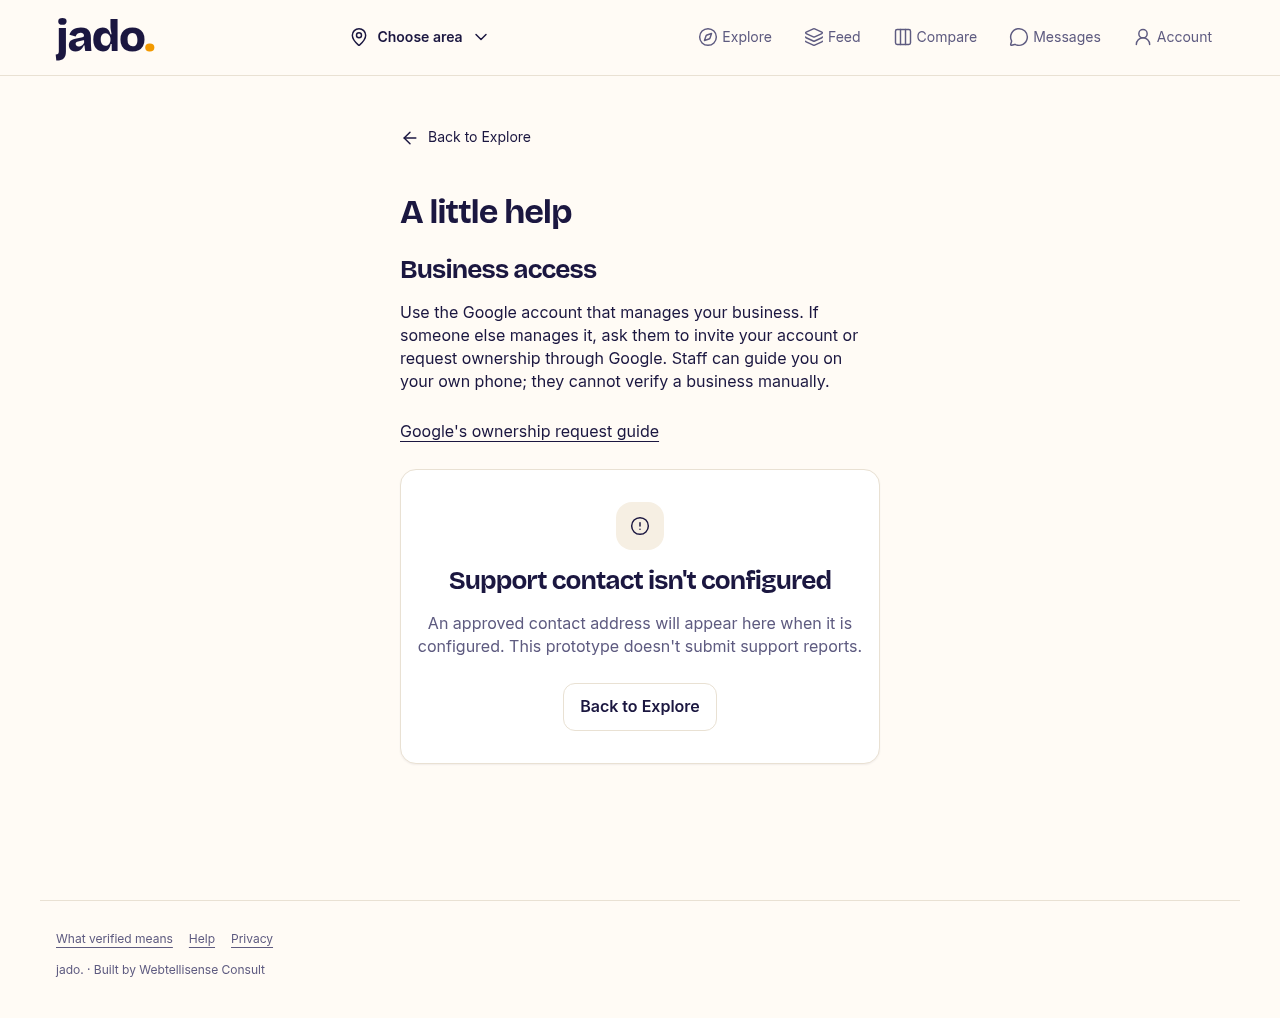 jado.
Choose area
Explore
Feed
Compare
Messages
Account
Back to Explore
A little help
Business access
Use the Google account that manages your business. If
someone else manages it, ask them to invite your account or
request ownership through Google. Staff can guide you on
your own phone; they cannot verify a business manually.
Google's ownership request guide
Support contact isn't configured
An approved contact address will appear here when it is
configured. This prototype doesn't submit support reports.
Back to Explore
What verified means
Help
Privacy
jado. · Built by Webtellisense Consult